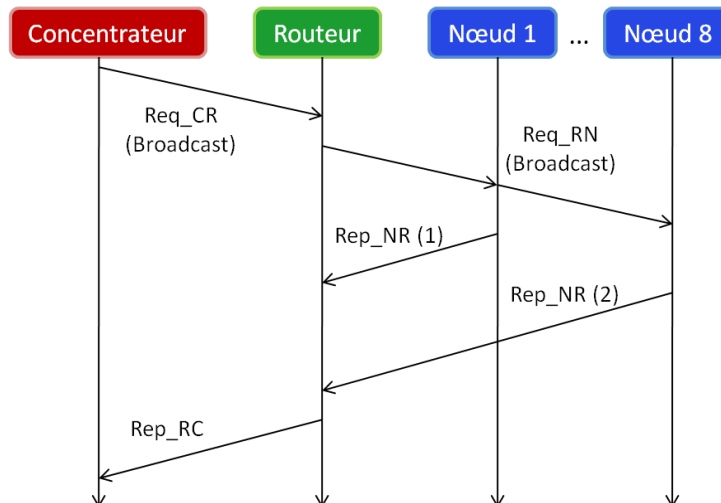 Concentrateur
Routeur
Nœud 1
...
Nœud 8
Req_CR
(Broadcast)
Req_RN
(Broadcast)
Rep_NR (1)
Rep_NR (2)
Rep_RC